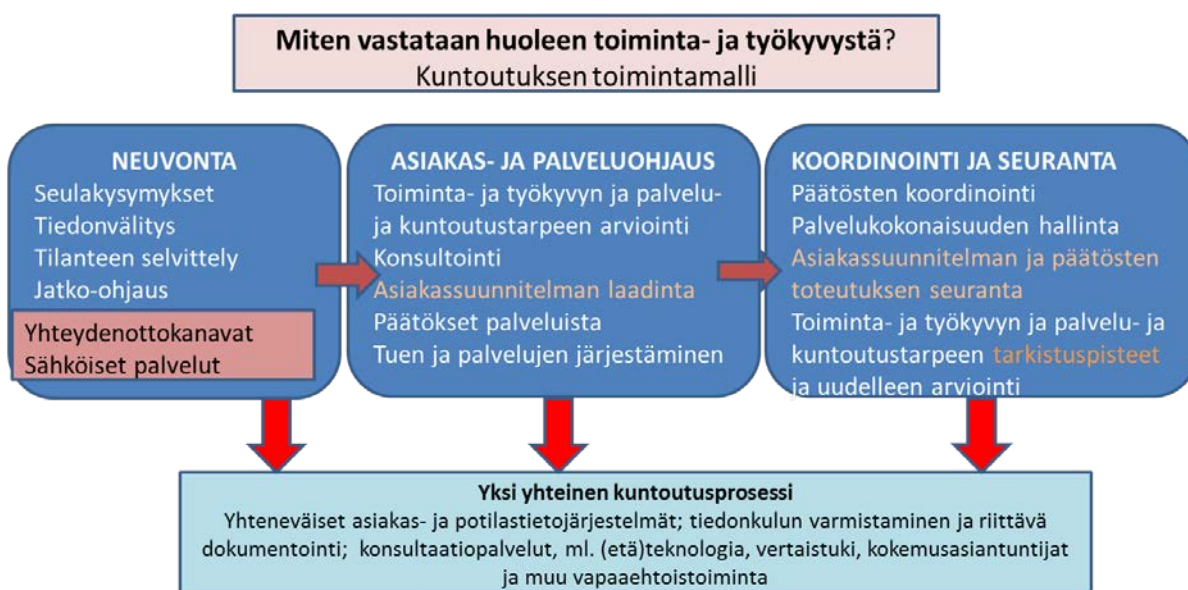 Miten vastataan huoleen toiminta- ja työkyvystä?
Kuntoutuksen toimintamalli
NEUVONTA
Seulakysymykset
Tiedonvälitys
Tilanteen selvittely
Jatko-ohjaus
Yhteydenottokanavat
Sähköiset palvelut
ASIAKAS- JA PALVELUOHJAUS
Toiminta- ja työkyvyn ja palvelu-
ja kuntoutustarpeen arviointi
Konsultointi
Asiakassuunnitelman laadinta
Päätökset palveluista
Tuen ja palvelujen järjestäminen
KOORDINOINTI JA SEURANTA
Päätösten koordinointi
Palvelukokonaisuuden hallinta
Asiakassuunnitelman ja päätösten
toteutuksen seuranta
Toiminta- ja työkyvyn ja palvelu- ja
kuntoutustarpeen tarkistuspisteet
ja uudelleen arviointi
Yksi yhteinen kuntoutusprosessi
Yhteneväiset asiakas- ja potilastietojärjestelmät; tiedonkulun varmistaminen ja riittävä
dokumentointi; konsultaatiopalvelut, ml. (etä)teknologia, vertaistuki, kokemusasiantuntijat
ja muu vapaaehtoistoiminta